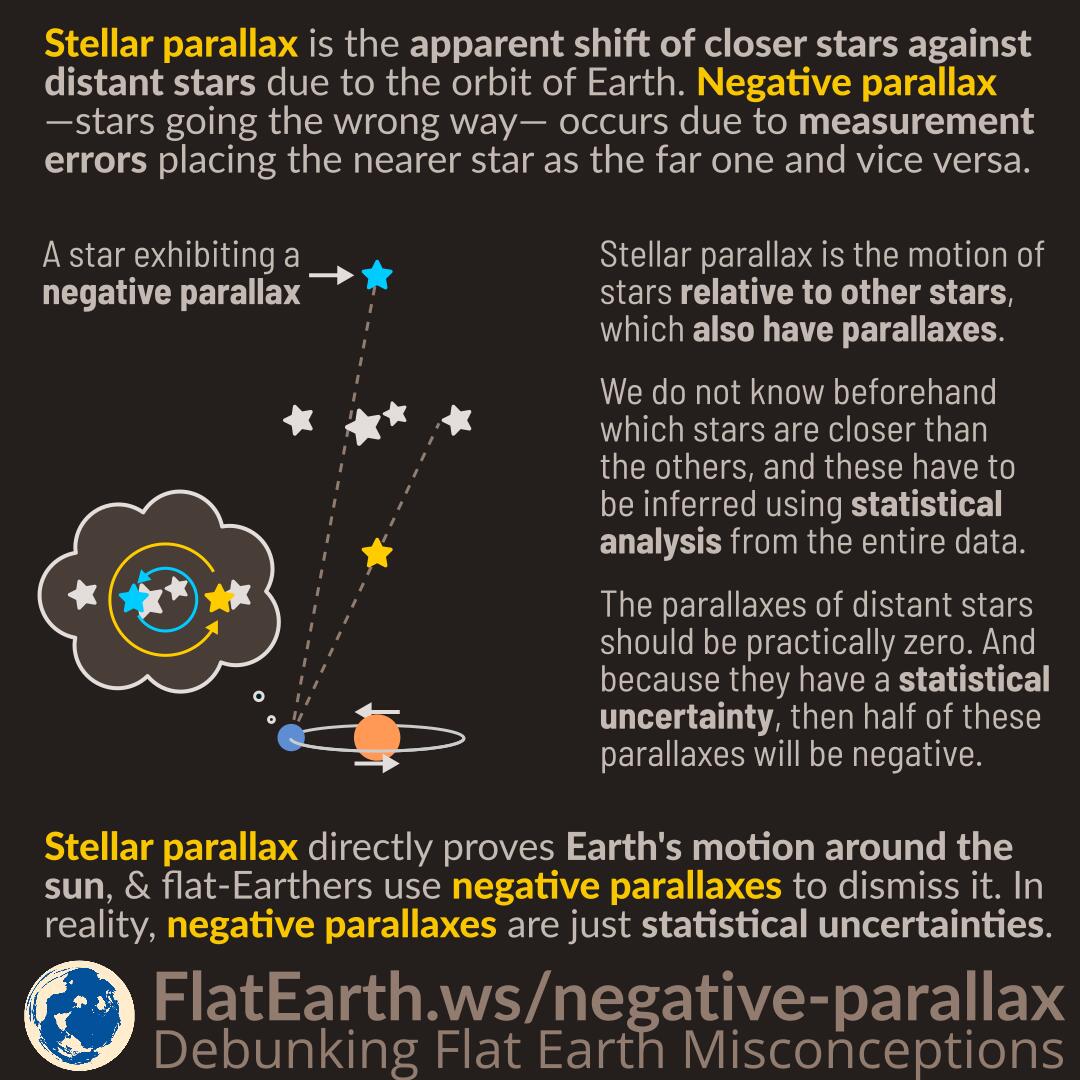 Stellar parallax is the apparent shift of closer stars against
distant stars due to the orbit of Earth. Negative parallax
—stars going the wrong way— occurs due to measurement
errors placing the nearer star as the far one and vice versa.
A star exhibiting a
negative parallax
Stellar parallax is the motion of
stars relative to other stars,
which also have parallaxes.
We do not know beforehand
which stars are closer than
the others, and these have to
be inferred using statistical
analysis from the entire data.
The parallaxes of distant stars
should be practically zero. And
because they have a statistical
uncertainty, then half of these
parallaxes will be negative.
Stellar parallax directly proves Earth's motion around the
sun, & flat-Earthers use negative parallaxes to dismiss it. In
reality, negative parallaxes are just statistical uncertainties.
FlatEarth.ws/negative-parallax
Debunking Flat Earth Misconceptions